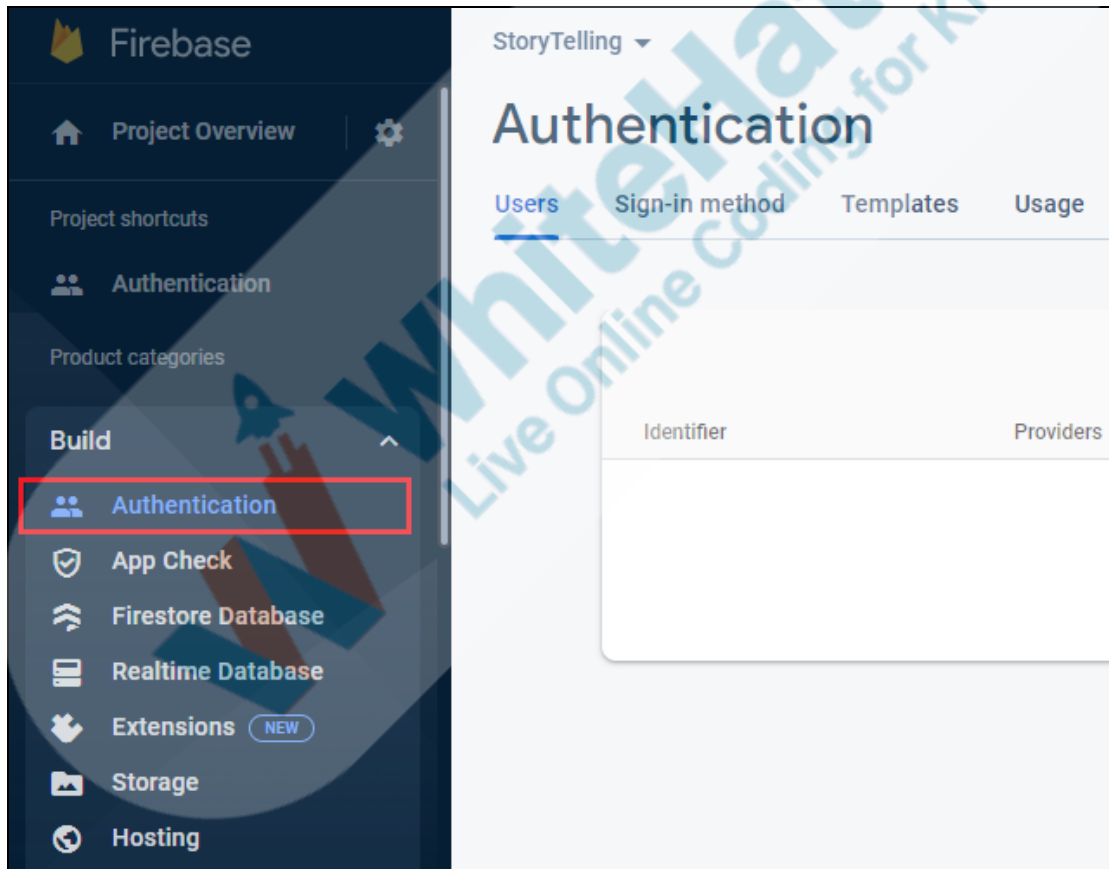 Firebase
Project Overview
Project shortcuts
Authentication
Product categories
Build
Authentication
App Check
Firestore Database
Realtime Database
Extensions NEW
Storage
Hosting
StoryTelling
Authentication
Users Sign-in method Templates Usage
Identifier Providers
WhiteHat
Live Online Coding for K